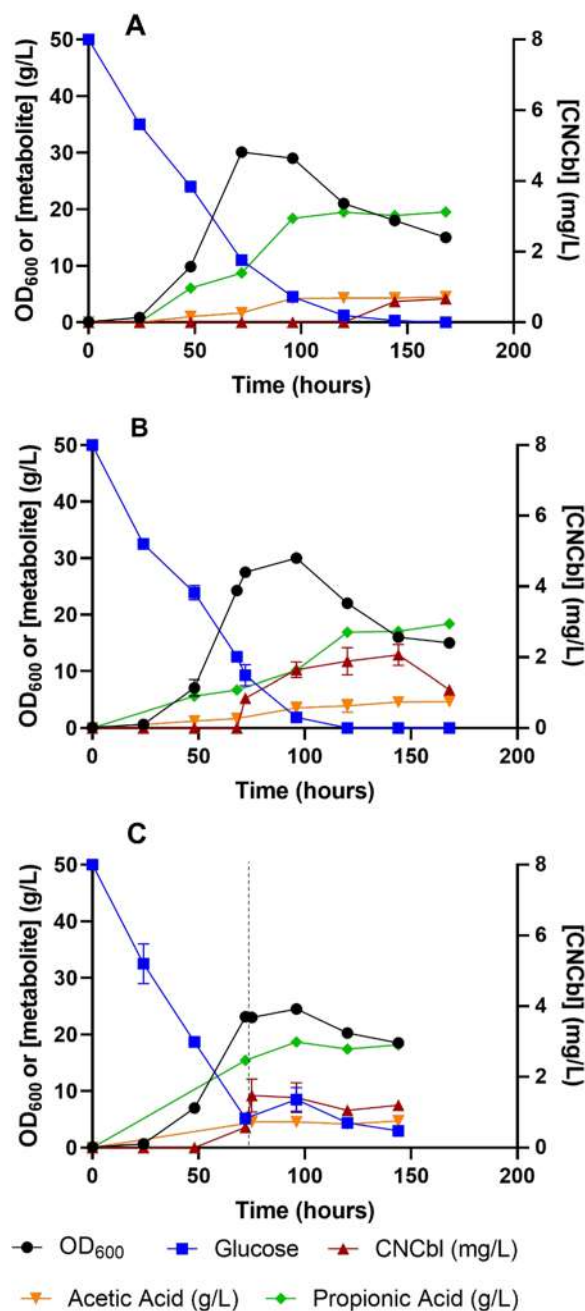 A
OD600 or [metabolite] (g/L)
50
40
30
20
10
0
8
6
4
2
0
[CNCbl] (mg/L)
0 50 100 150 200
Time (hours)
B
OD600 or [metabolite] (g/L)
50
40
30
20
10
0
8
6
4
2
0
[CNCbl] (mg/L)
0 50 100 150 200
Time (hours)
C
OD600 or [metabolite] (g/L)
50
40
30
20
10
0
8
6
4
2
0
[CNCbl] (mg/L)
0 50 100 150 200
Time (hours)
OD600 Glucose CNCbl (mg/L)
Acetic Acid (g/L) Propionic Acid (g/L)